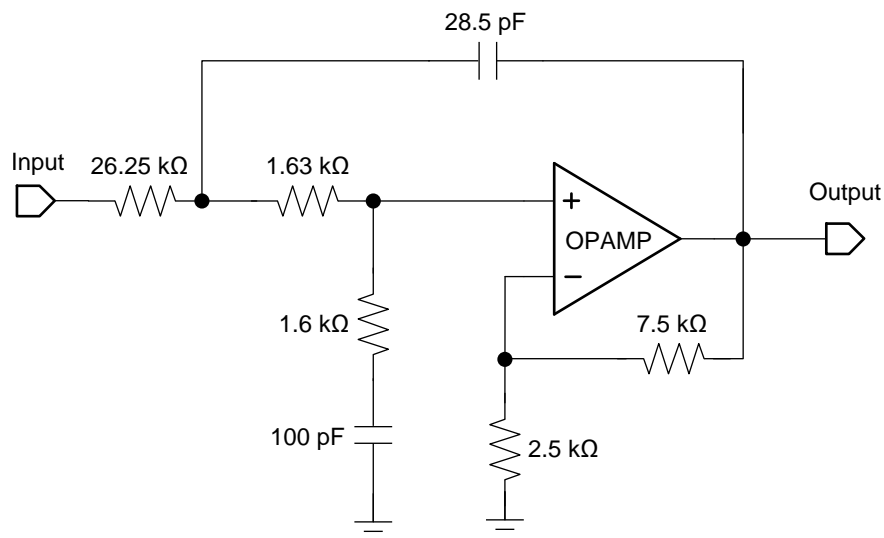 28.5 pF
Input
26.25 kΩ
1.63 kΩ
Output
+
OPAMP
−
1.6 kΩ
7.5 kΩ
100 pF
2.5 kΩ